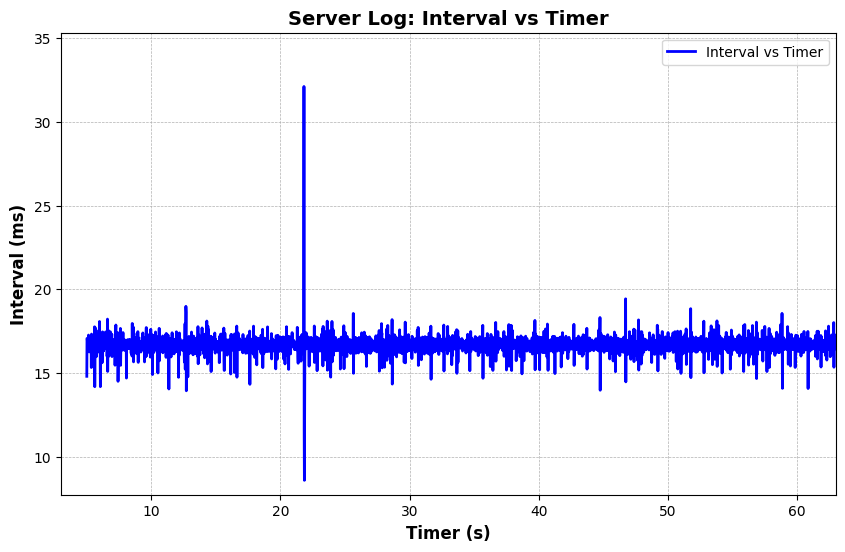 Server Log: Interval vs Timer
Interval vs Timer
Interval (ms)
35
30
25
20
15
10
10 20 30 40 50 60
Timer (s)